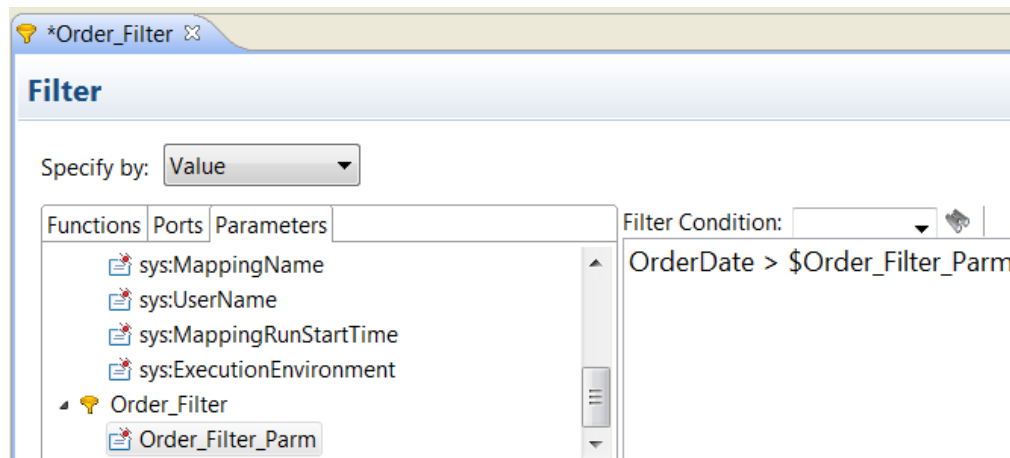 *Order_Filter
Filter
Specify by: Value
Functions Ports Parameters
Filter Condition:
sys:MappingName
sys:UserName
sys:MappingRunStartTime
sys:ExecutionEnvironment
Order_Filter
Order_Filter_Parm
OrderDate > $Order_Filter_Parm